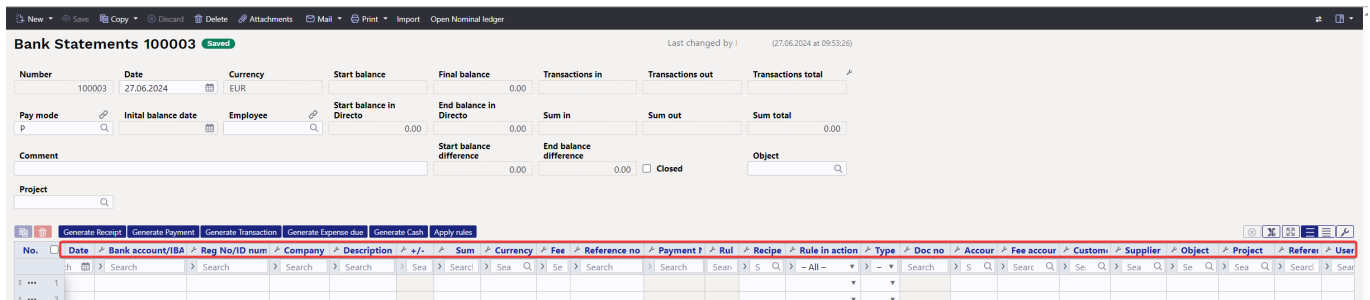 New Save Copy Discard Delete Attachments Mail Print Import Open Nominal ledger
Bank Statements 100003 Saved
Last changed by (27.06.2024 at 09:53:26)
Number Date Currency Start balance Final balance Transactions in Transactions out Transactions total
100003 27.06.2024 EUR 0.00
Pay mode Inital balance date Employee Start balance in Directo End balance in Directo Sum in Sum out Sum total
P 0.00 0.00 0.00
Comment Start balance difference End balance difference Closed Object
0.00 0.00
Project
Generate Receipt Generate Payment Generate Transaction Generate Expense due Generate Cash Apply rules
No. Date Bank account/IBA Reg No/ID num Company Description +/- Sum Currency Fee Reference no Payment Rul Recipe Rule in action Type Doc no Accour Fee accour Custom Supplier Object Project Refere User
h Search Search Search Search Sea Searcl Sea Se Search Search Sear S – All – – Search S Searc Se. Sea Se Sea Searcl Sear
1
2